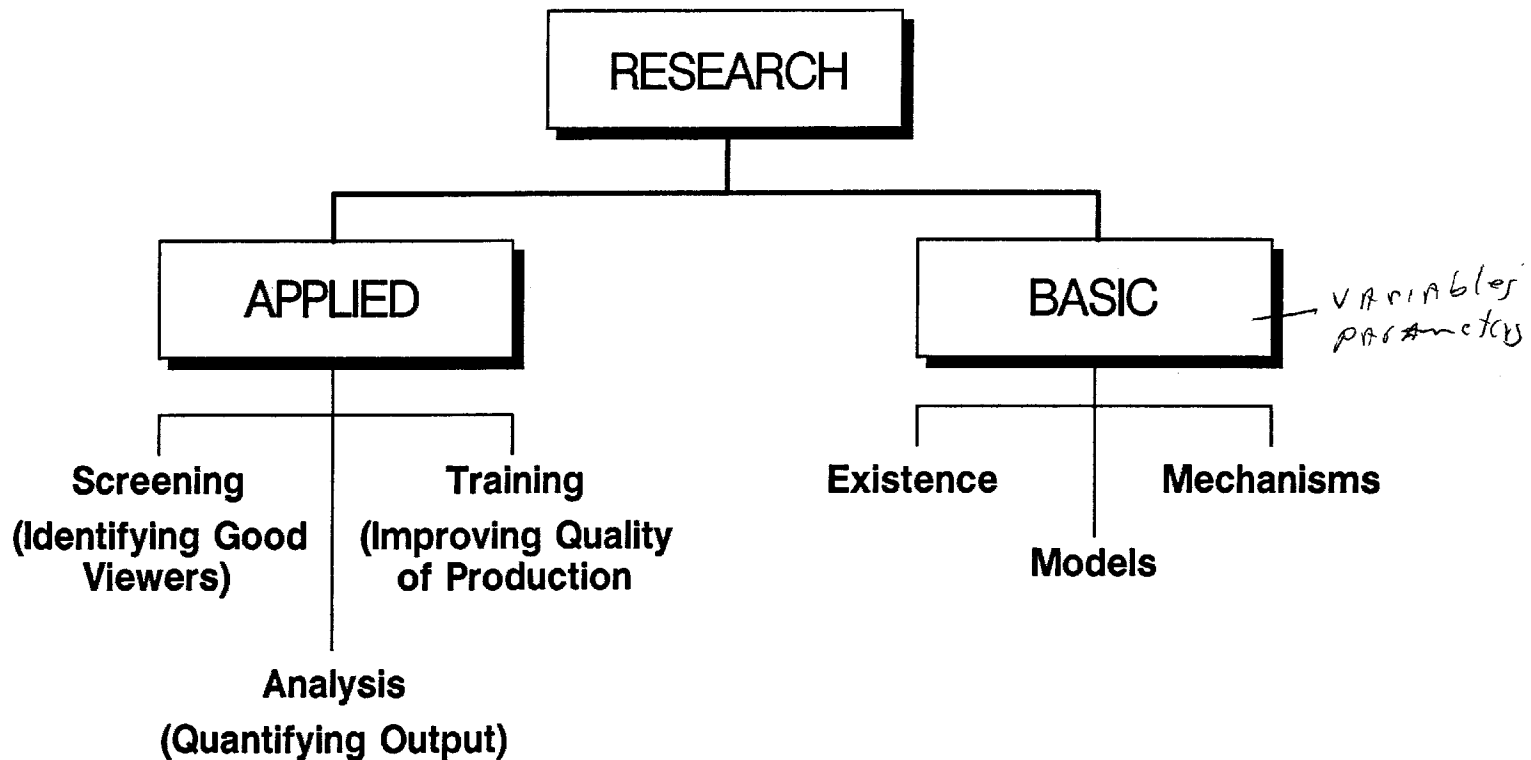 RESEARCH
APPLIED
BASIC
VARIABLES
PARAMETERS
Screening
(Identifying Good
Viewers)
Training
(Improving Quality
of Production
Analysis
(Quantifying Output)
Existence
Models
Mechanisms